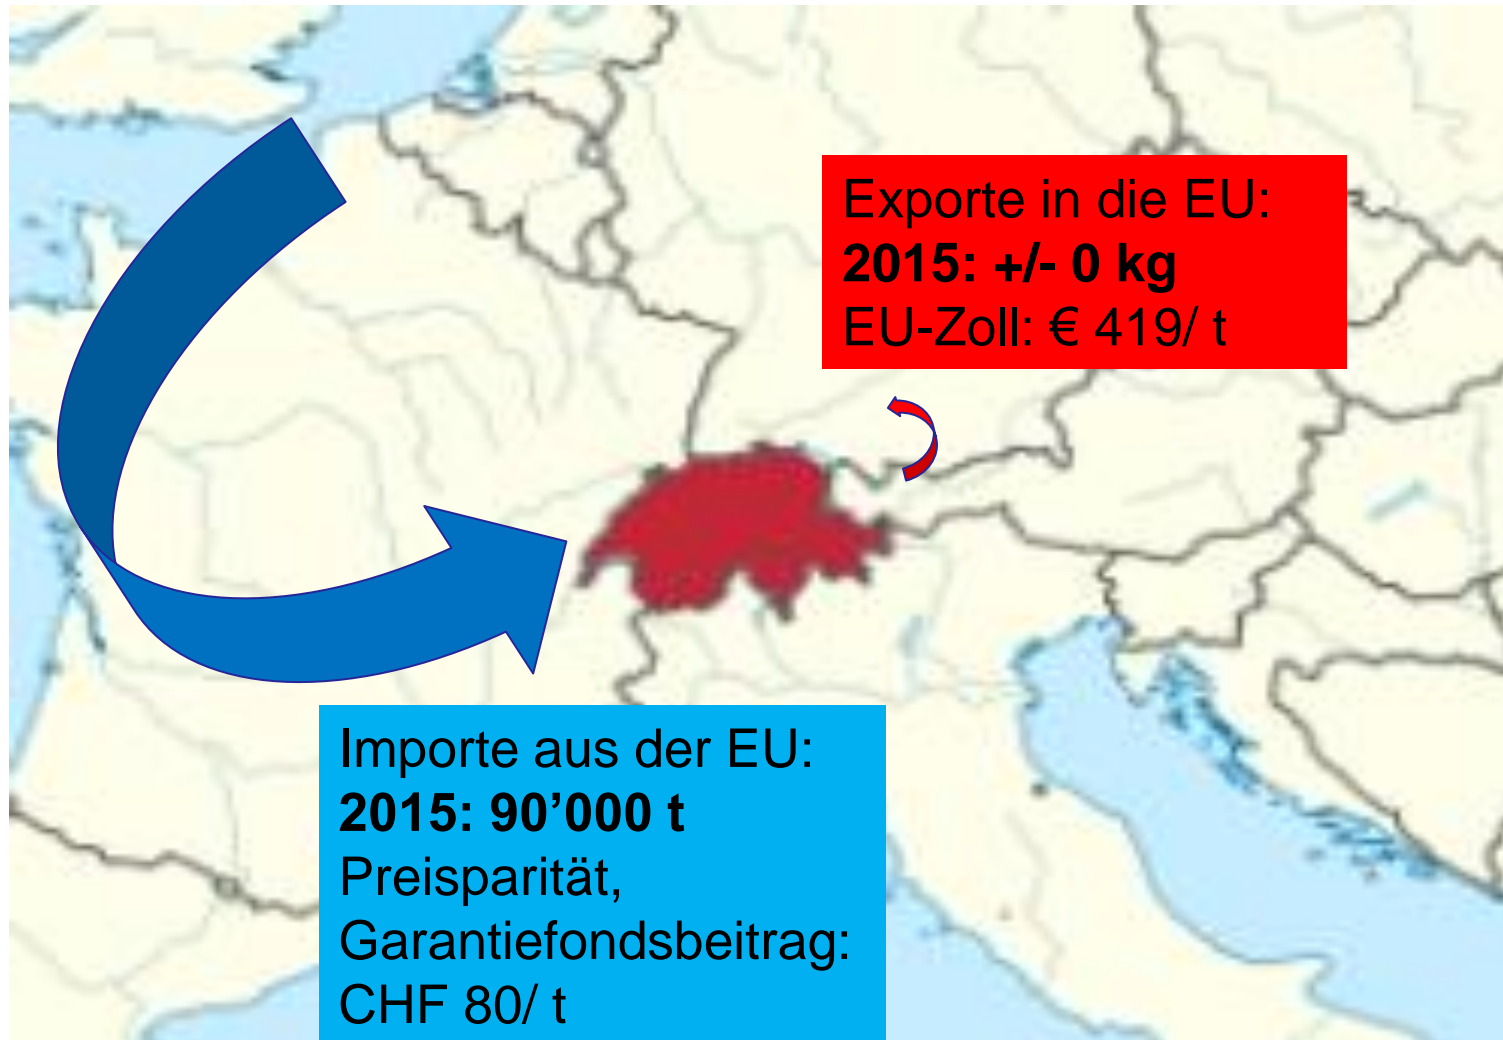 Exporte in die EU:
2015: +/- 0 kg
EU-Zoll: € 419/ t
Importe aus der EU:
2015: 90’000 t
Preisparität,
Garantiefondsbeitrag:
CHF 80/ t